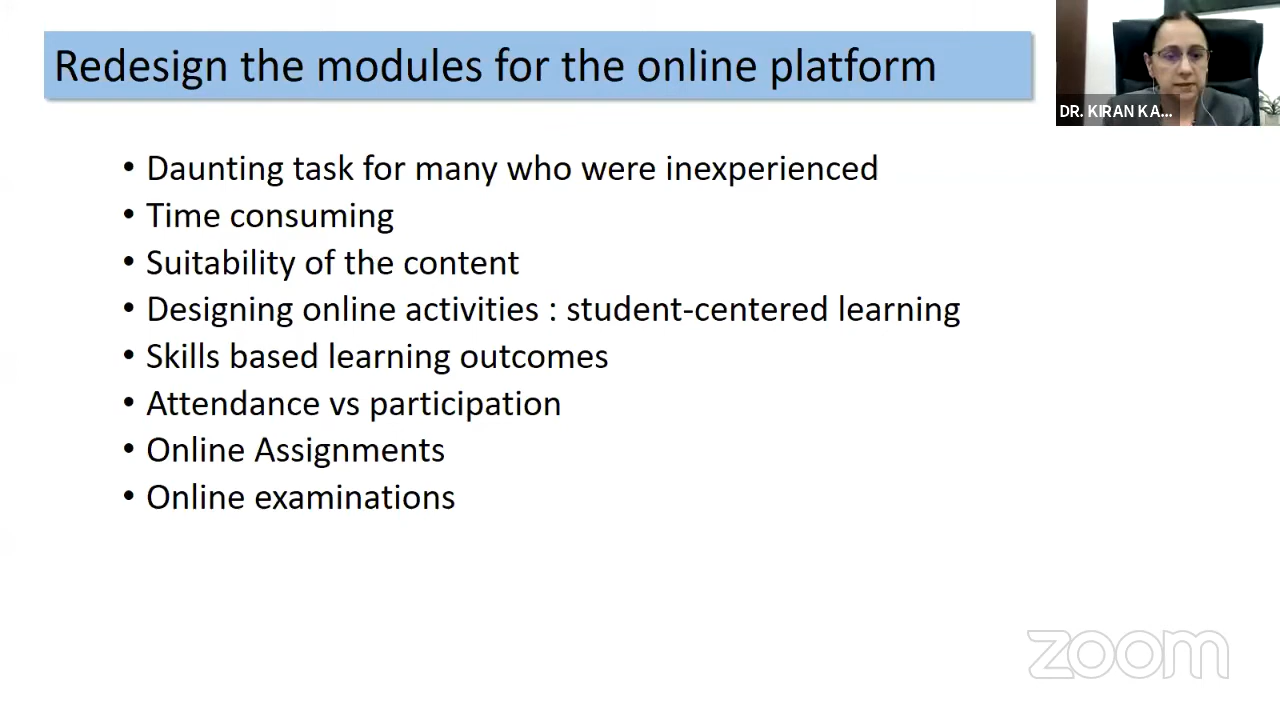 Redesign the modules for the online platform
DR. KIRAN KA...
• Daunting task for many who were inexperienced
• Time consuming
• Suitability of the content
• Designing online activities : student-centered learning
• Skills based learning outcomes
• Attendance vs participation
• Online Assignments
• Online examinations
zoom